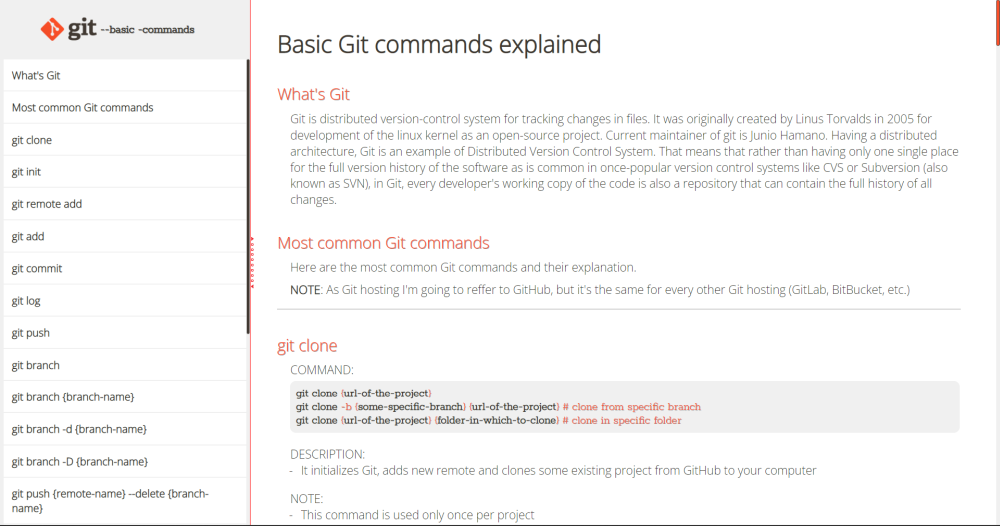 git --basic -commands
What's Git
Most common Git commands
git clone
git init
git remote add
git add
git commit
git log
git push
git branch
git branch {branch-name}
git branch -d {branch-name}
git branch -D {branch-name}
git push {remote-name} --delete {branch-
name}
Basic Git commands explained
What's Git
Git is distributed version-control system for tracking changes in files. It was originally created by Linus Torvalds in 2005 for
development of the linux kernel as an open-source project. Current maintainer of git is Junio Hamano. Having a distributed
architecture, Git is an example of Distributed Version Control System. That means that rather than having only one single place
for the full version history of the software as is common in once-popular version control systems like CVS or Subversion (also
known as SVN), in Git, every developer's working copy of the code is also a repository that can contain the full history of all
changes.
Most common Git commands
Here are the most common Git commands and their explanation.
NOTE: As Git hosting I'm going to reffer to GitHub, but it's the same for every other Git hosting (GitLab, BitBucket, etc.)
git clone
COMMAND:
git clone {url-of-the-project}
git clone -b {some-specific-branch} {url-of-the-project} # clone from specific branch
git clone {url-of-the-project} {folder-in-which-to-clone} # clone in specific folder
DESCRIPTION:
- It initializes Git, adds new remote and clones some existing project from GitHub to your computer
NOTE:
- This command is used only once per project